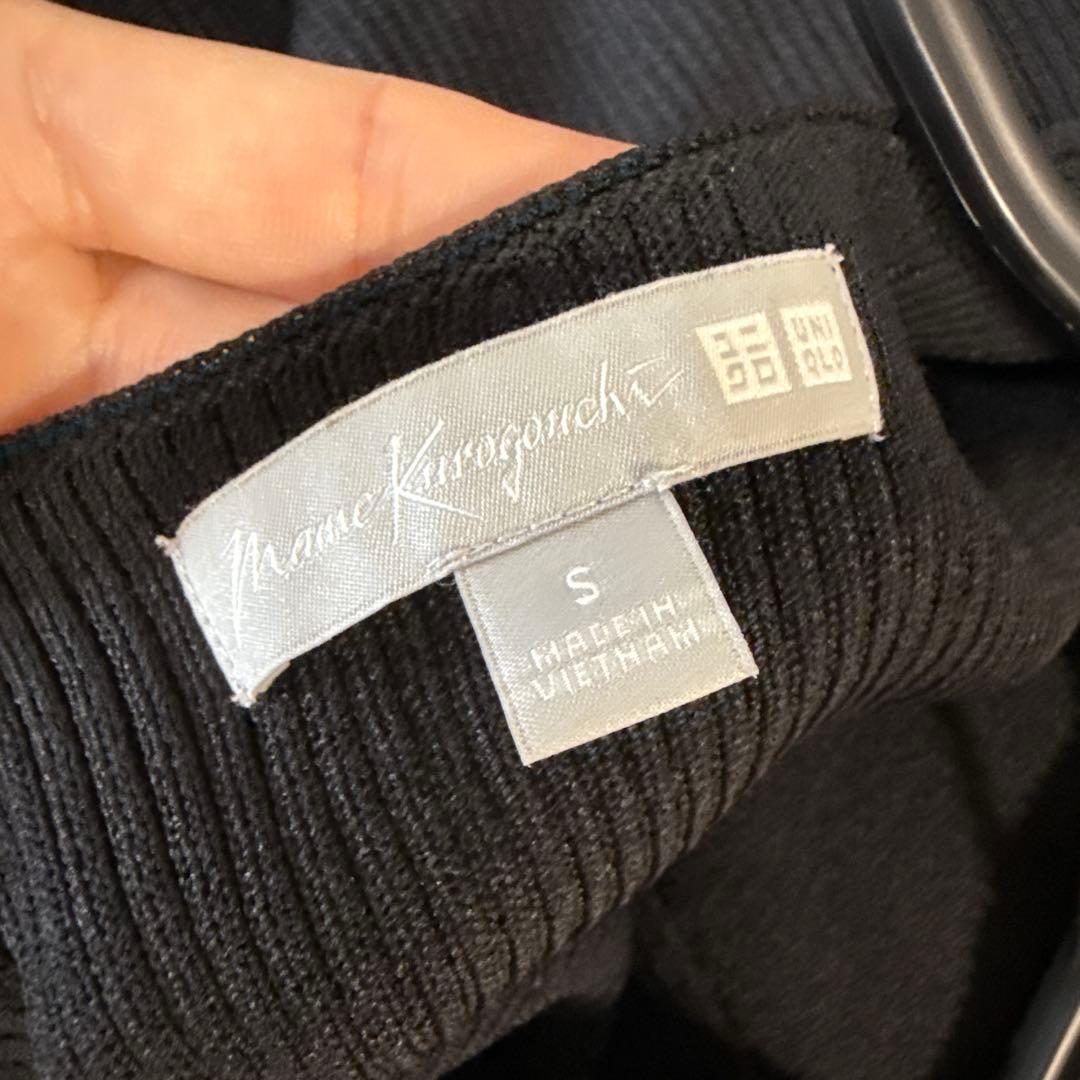 Mame Kurogouchi
ユニ
クロ
UNI
QLO
S
MADE IN
VIETNAM